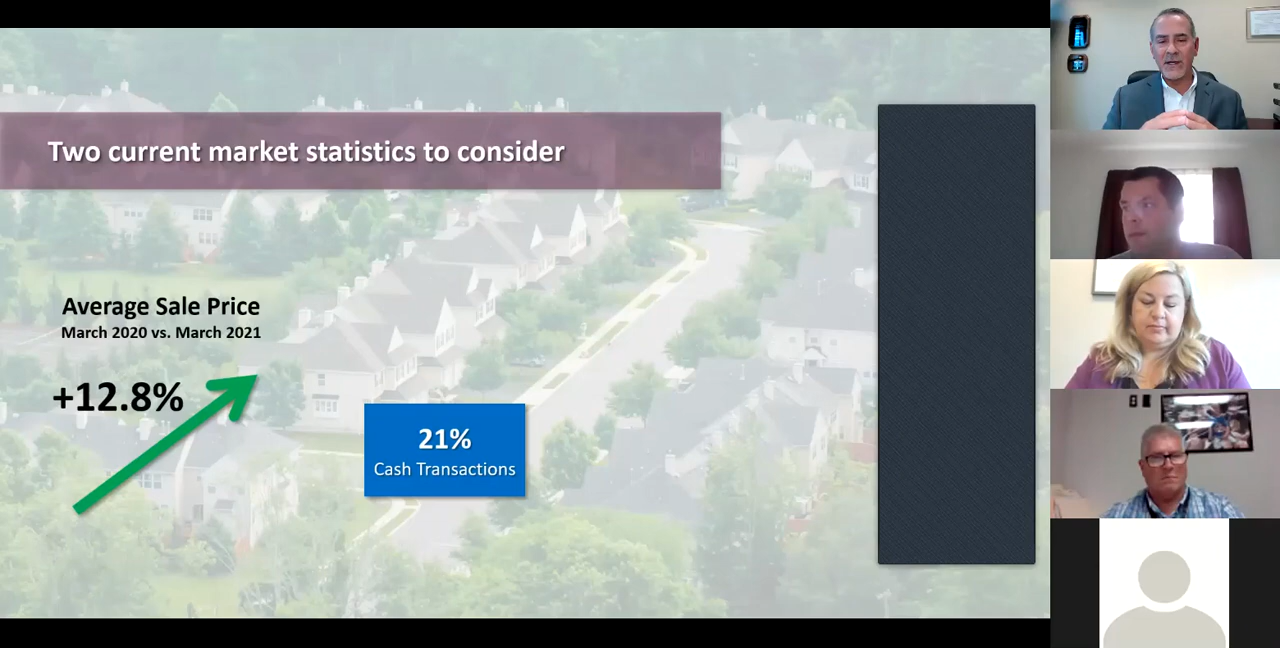 Two current market statistics to consider
Average Sale Price
March 2020 vs. March 2021
+12.8%
21%
Cash Transactions